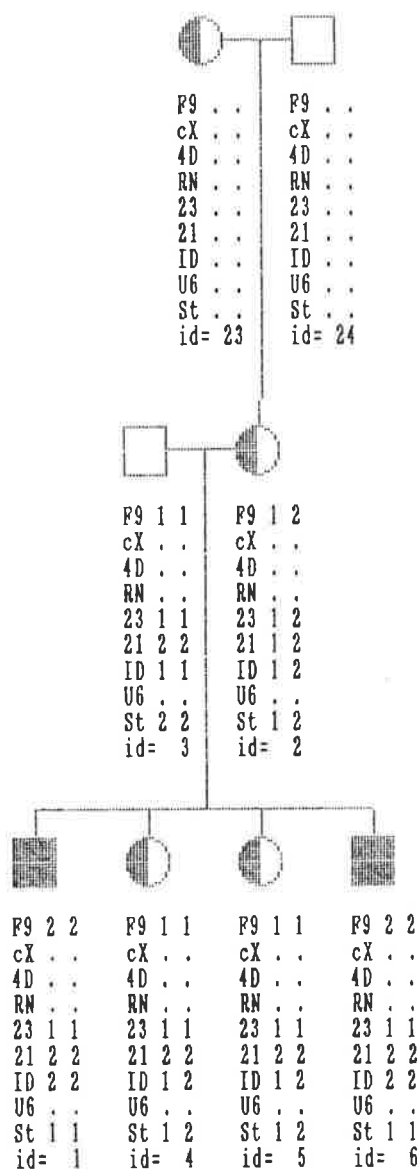 F9 . . F9 . .
cX . . cX . .
4D . . 4D . .
RN . . RN . .
23 . . 23 . .
21 . . 21 . .
ID . . ID . .
U6 . . U6 . .
St . . St . .
id= 23 id= 24
F9 1 1 F9 1 2
cX . . cX . .
4D . . 4D . .
RN . . RN . .
23 1 1 23 1 2
21 2 2 21 1 2
ID 1 1 ID 1 2
U6 . . U6 . .
St 2 2 St 1 2
id= 3 id= 2
F9 2 2 F9 1 1 F9 1 1 F9 2 2
cX . . cX . . cX . . cX . .
4D . . 4D . . 4D . . 4D . .
RN . . RN . . RN . . RN . .
23 1 1 23 1 1 23 1 1 23 1 1
21 2 2 21 2 2 21 2 2 21 2 2
ID 2 2 ID 1 2 ID 1 2 ID 2 2
U6 . . U6 . . U6 . . U6 . .
St 1 1 St 1 2 St 1 2 St 1 1
id= 1 id= 4 id= 5 id= 6